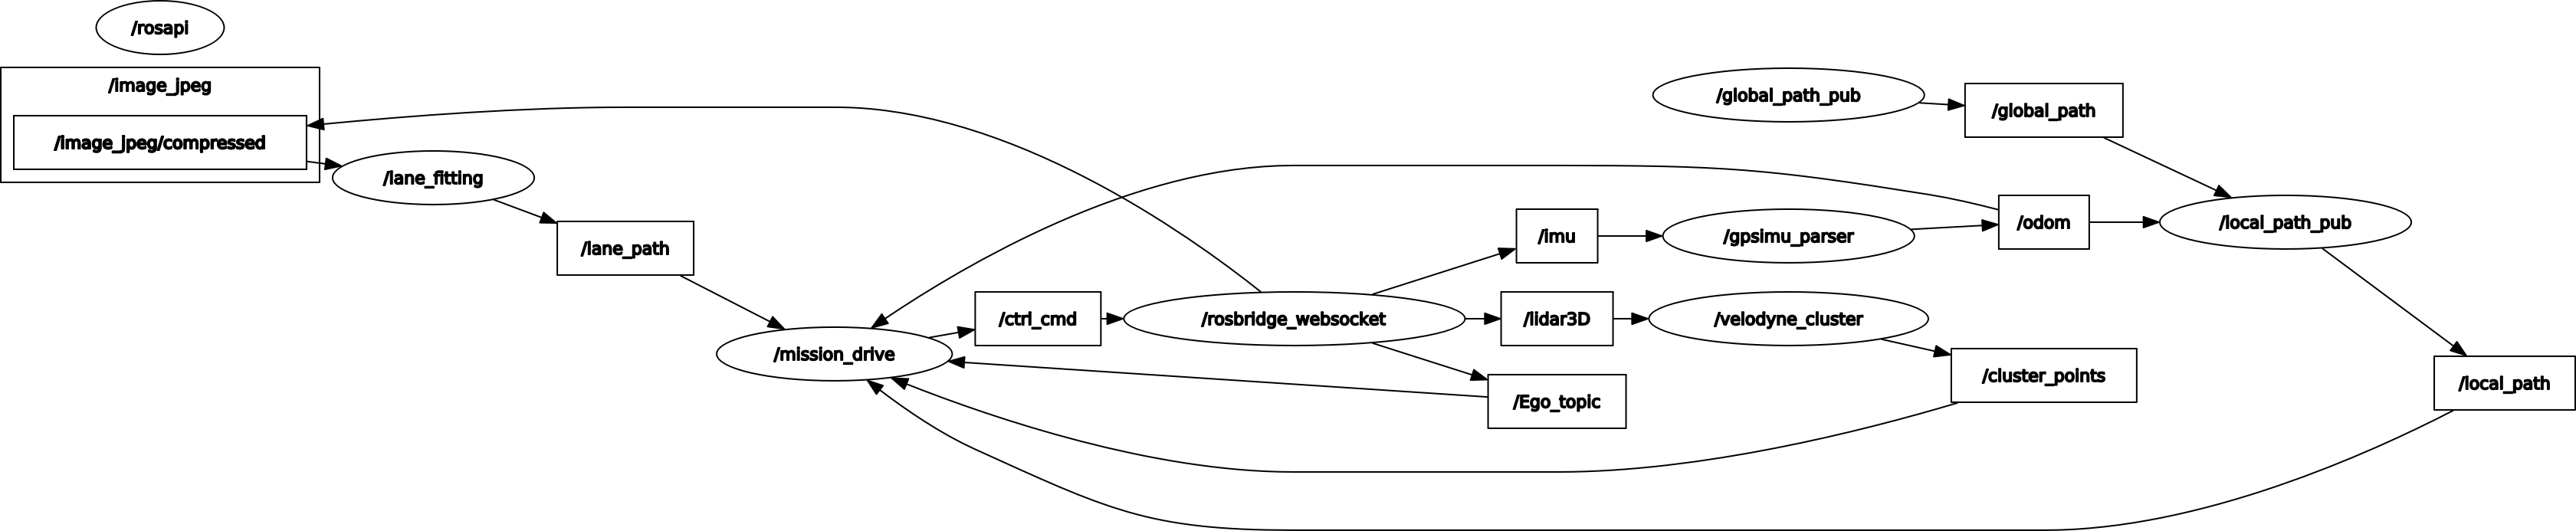 /rosapi
/image_jpeg
/image_jpeg/compressed
/lane_fitting
/lane_path
/mission_drive
/ctrl_cmd
/rosbridge_websocket
/imu
/lidar3D
/Ego_topic
/global_path_pub
/gpsimu_parser
/velodyne_cluster
/global_path
/odom
/cluster_points
/local_path_pub
/local_path